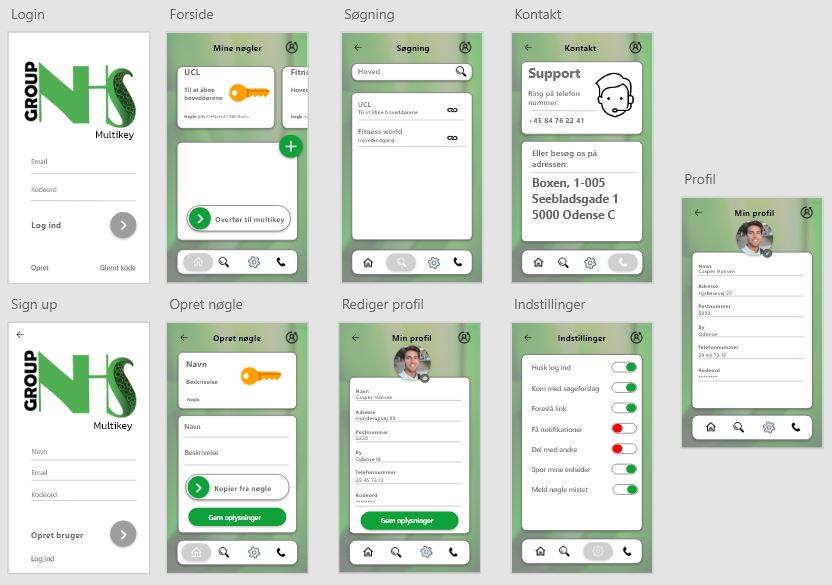 Login
GROUP
NHS
Multikey
Email
Kodeord
Log ind
Opret
Glemt kode
Forside
Mine nøgler
UCL
Til at åbne
hoveddørene
Nøgle:
Fitn
Hoved
Nøgle:
Overfør til multikey
Søgning
Søgning
Hoved
UCL
Til at åbne hoveddørene
Fitness world
Hovedindgang
Kontakt
Kontakt
Support
Ring på telefon
nummer:
+45 84 76 22 41
Eller besøg os på
adressen:
Boxen, 1-005
Seebladsgade 1
5000 Odense C
Profil
Min profil
Navn
Casper Hansen
Adresse
Hjallesevej 27
Postnummer
5000
By
Odense
Telefonnummer
29 45 73 12
Kodeord
********
Sign up
GROUP
NHS
Multikey
Navn
Email
Kodeord
Opret bruger
Log ind
Opret nøgle
Opret nøgle
Navn
Beskrivelse
Nøgle:
Navn
Beskrivelse
Kopier fra nøgle
Gem oplysninger
Rediger profil
Min profil
Navn
Casper Hansen
Adresse
Hunderupvej 93
Postnummer
5230
By
Odense M
Telefonnummer
29 45 73 12
Kodeord
********
Gem oplysninger
Indstillinger
Indstillinger
Husk log ind
Kom med søgeforslag
Foreslå link
Få notifikationer
Del med andre
Spor mine enheder
Meld nøgle mistet